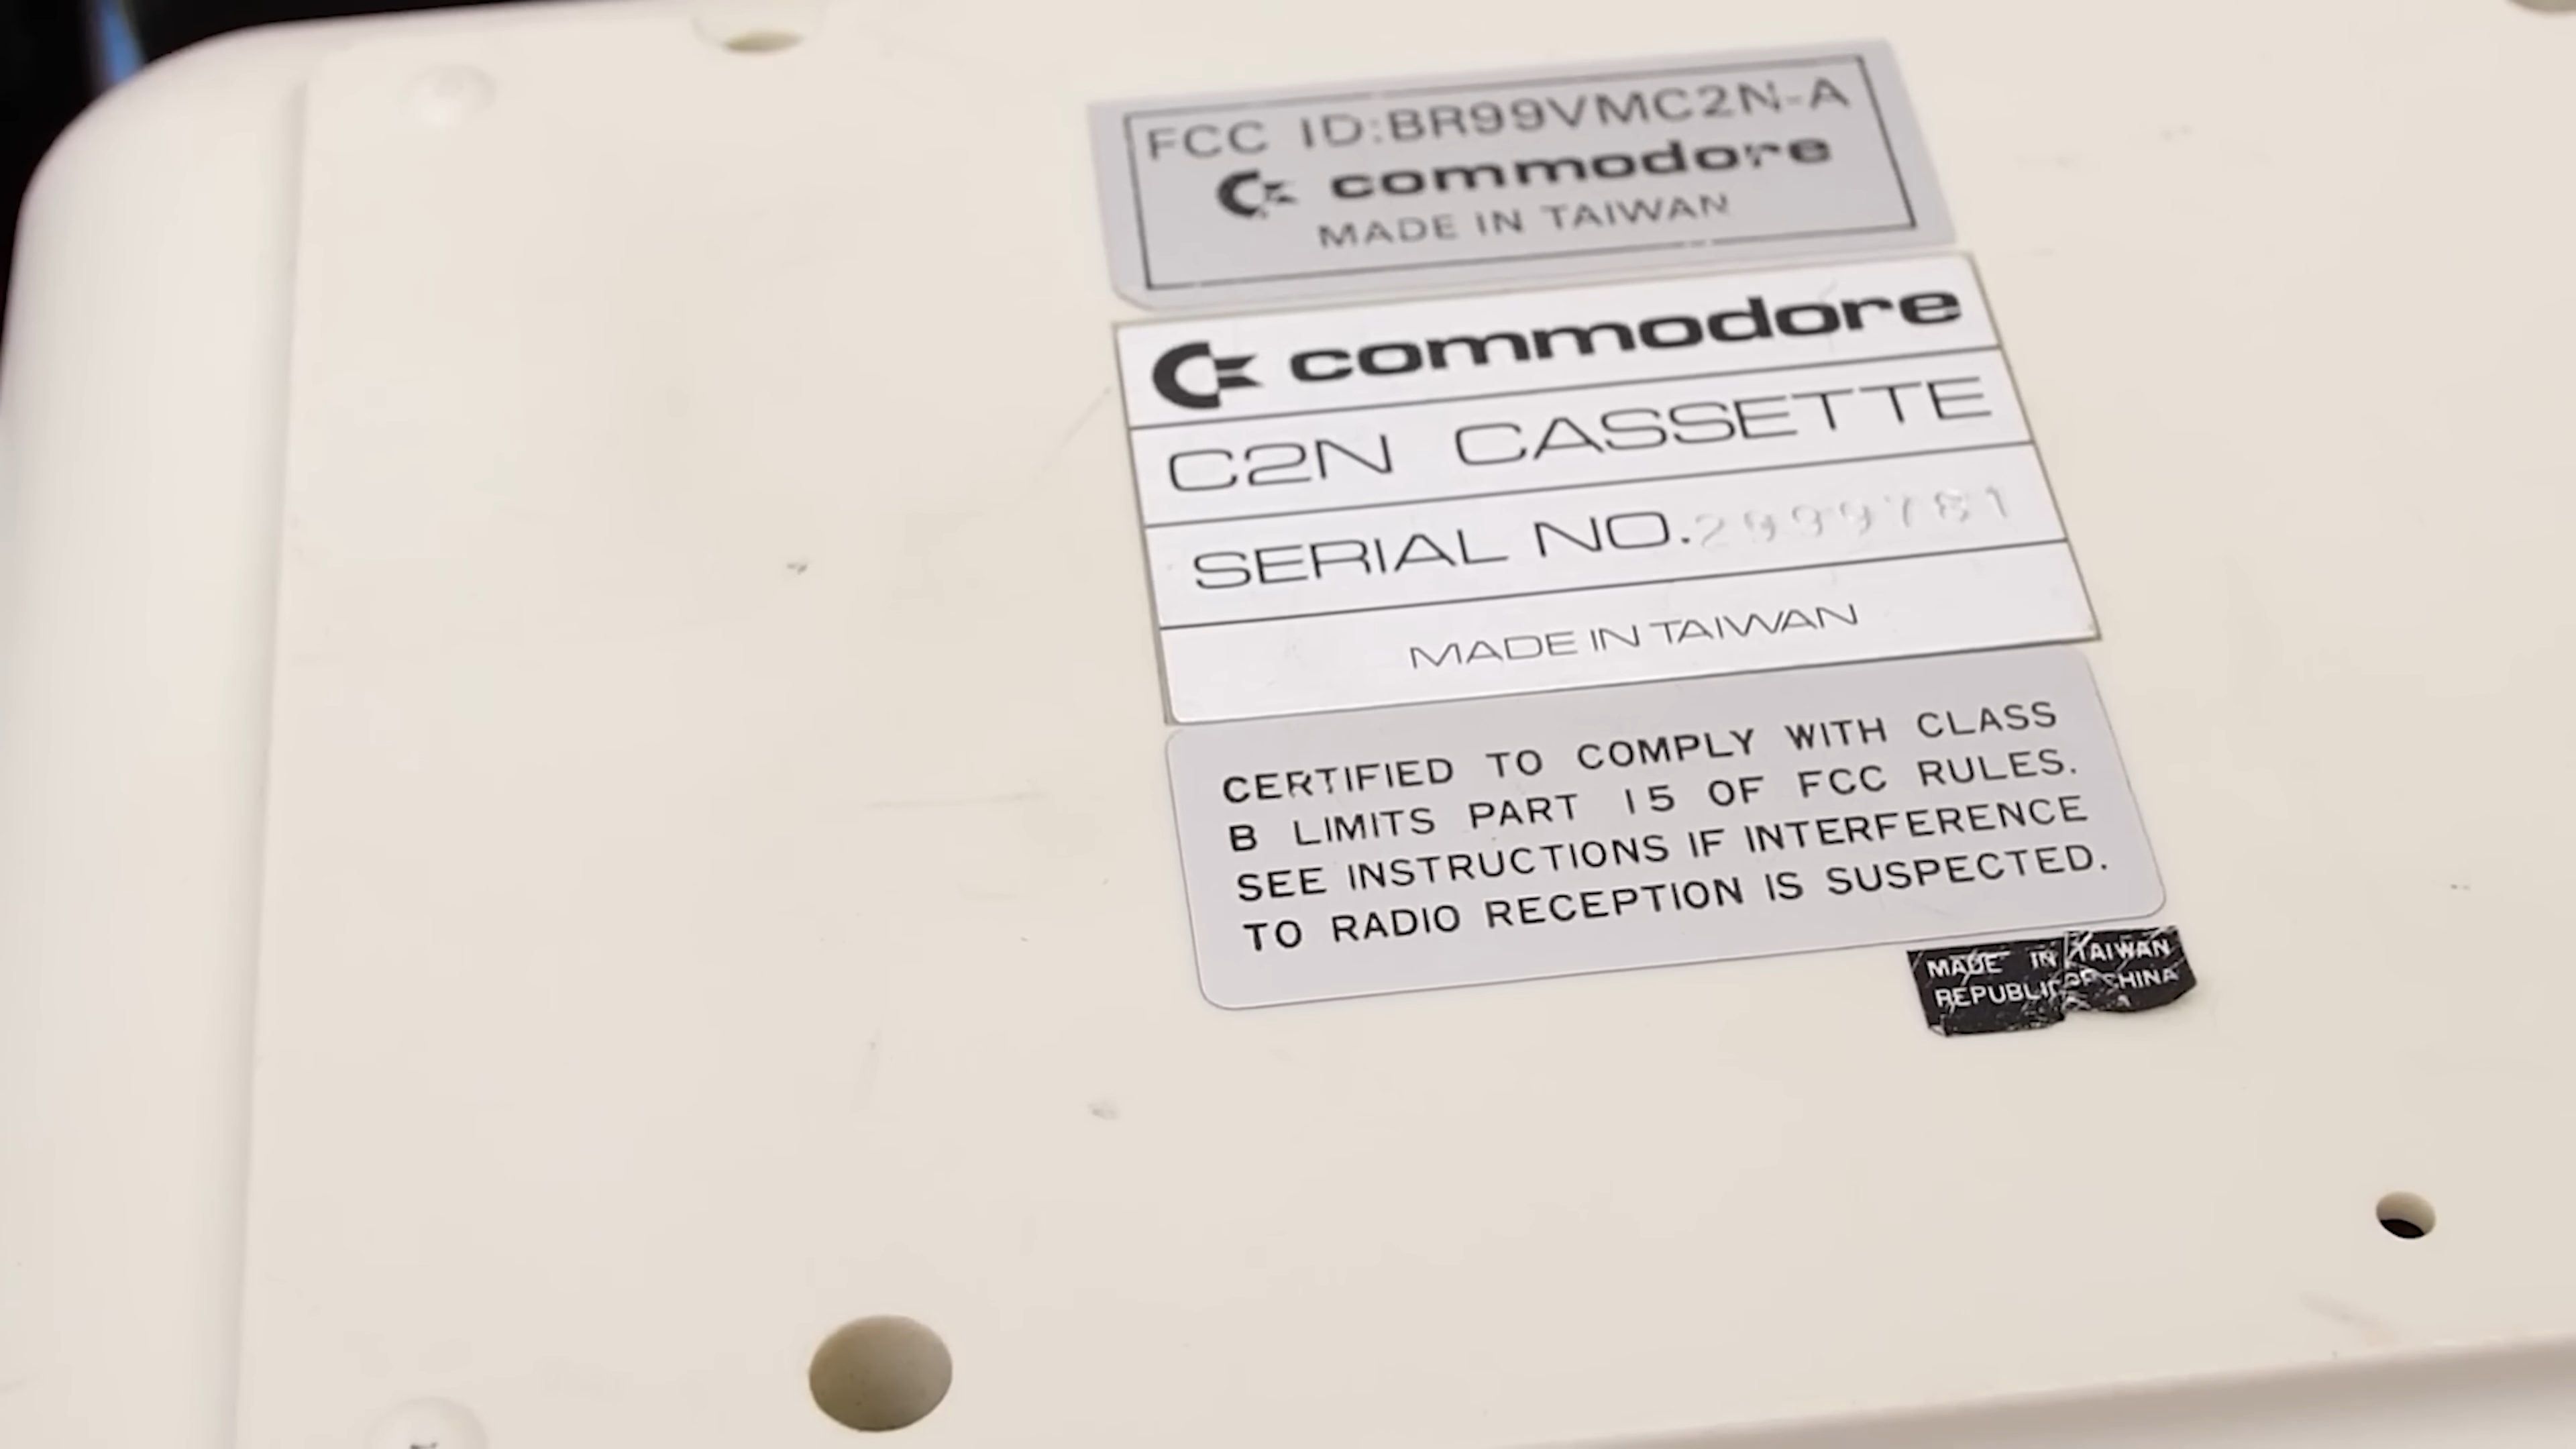 FCC ID:BR99VMC2N-A
commodore
MADE IN TAIWAN
commodore
C2N CASSETTE
SERIAL NO.2999781
MADE IN TAIWAN
CERTIFIED TO COMPLY WITH CLASS
B LIMITS PART 15 OF FCC RULES.
SEE INSTRUCTIONS IF INTERFERENCE
TO RADIO RECEPTION IS SUSPECTED.
MADE IN TAIWAN
REPUBLIC OF CHINA